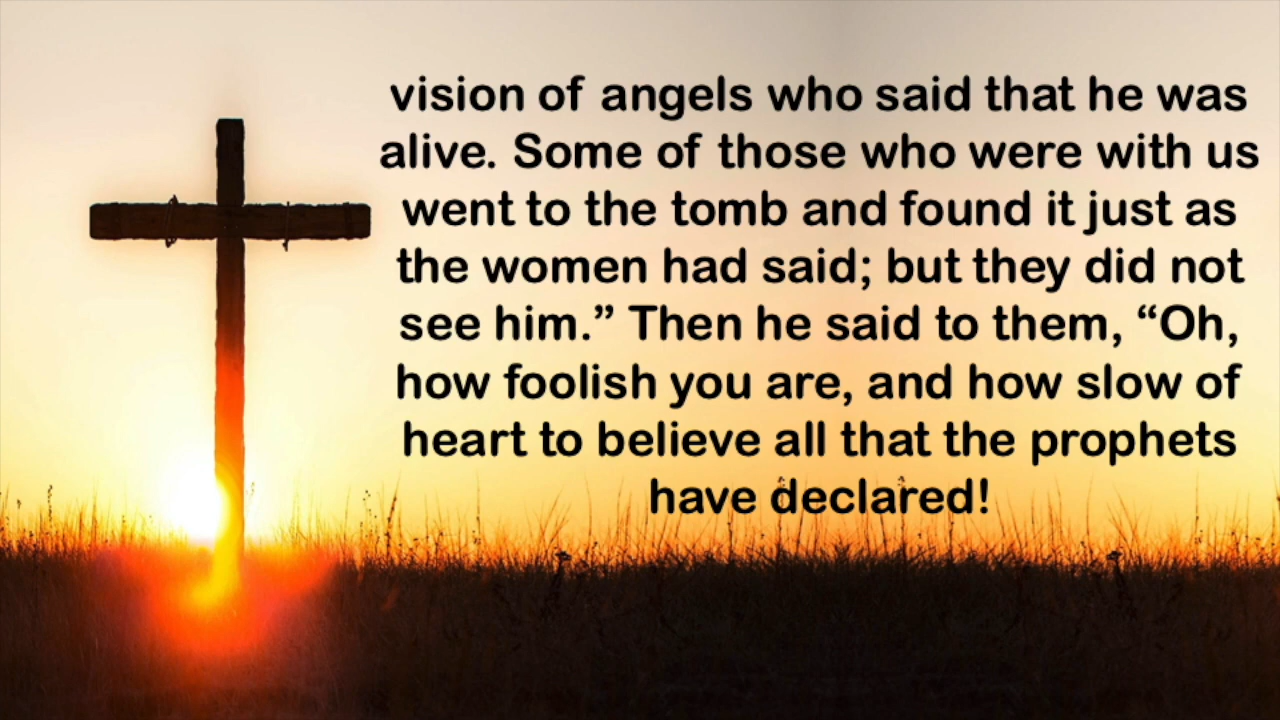 vision of angels who said that he was
alive. Some of those who were with us
went to the tomb and found it just as
the women had said; but they did not
see him.” Then he said to them, “Oh,
how foolish you are, and how slow of
heart to believe all that the prophets
have declared!